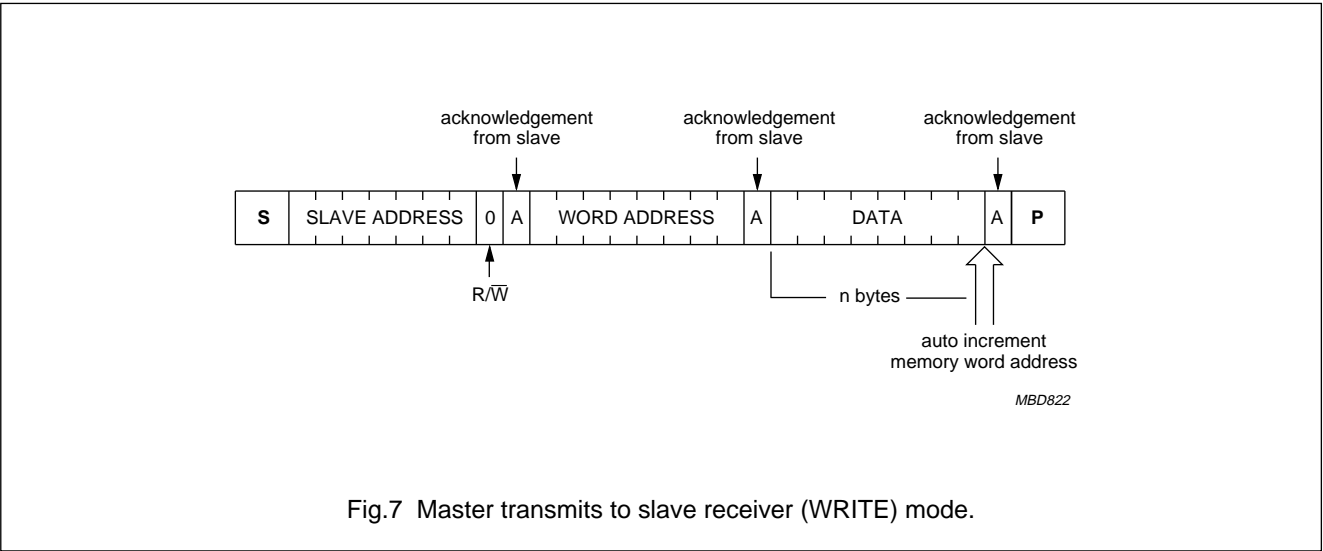 acknowledgement
from slave
acknowledgement
from slave
acknowledgement
from slave
S SLAVE ADDRESS 0 A WORD ADDRESS A DATA A P
R/W̅
n bytes
auto increment
memory word address
MBD822
Fig.7 Master transmits to slave receiver (WRITE) mode.